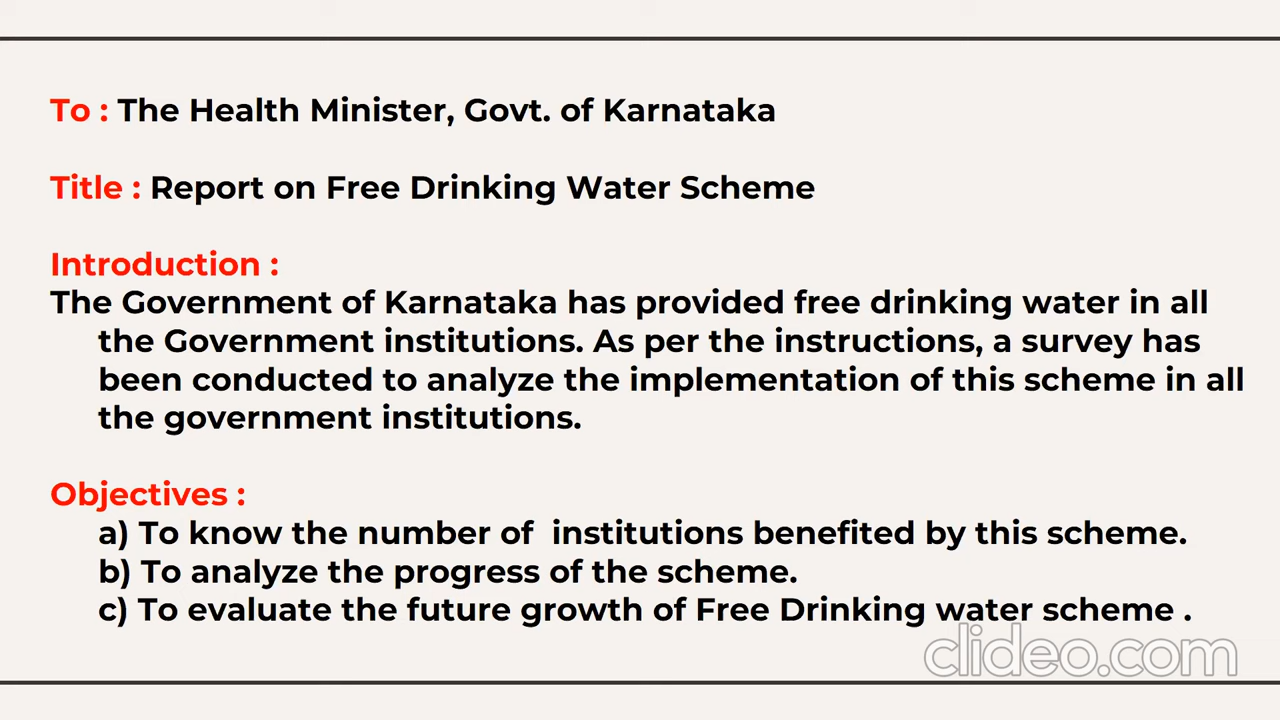 To : The Health Minister, Govt. of Karnataka
Title : Report on Free Drinking Water Scheme
Introduction :
The Government of Karnataka has provided free drinking water in all
the Government institutions. As per the instructions, a survey has
been conducted to analyze the implementation of this scheme in all
the government institutions.
Objectives :
a) To know the number of  institutions benefited by this scheme.
b) To analyze the progress of the scheme.
c) To evaluate the future growth of Free Drinking water scheme .
clideo.com